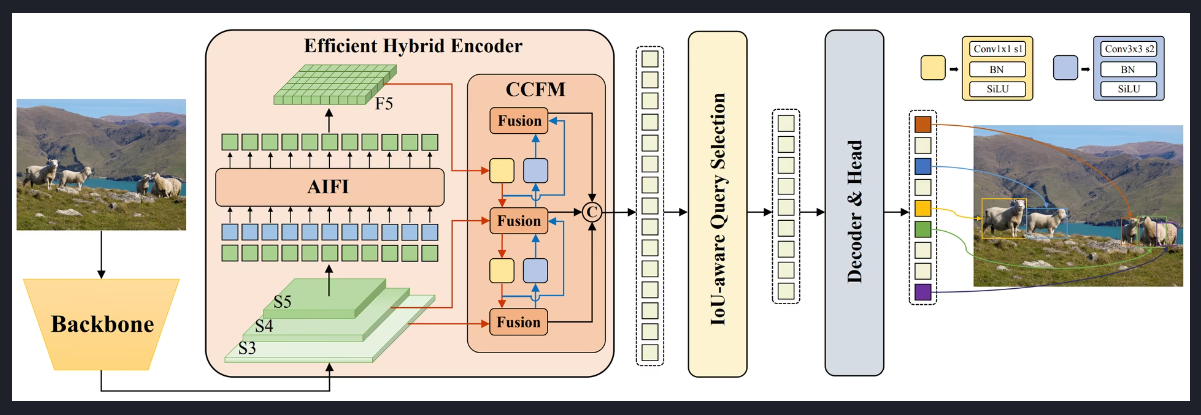 Efficient Hybrid Encoder
F5
CCFM
Fusion
AIFI
Fusion
C
S5
S4
S3
Fusion
Backbone
IoU-aware Query Selection
Decoder & Head
Conv1x1 s1
BN
SiLU
Conv3x3 s2
BN
SiLU